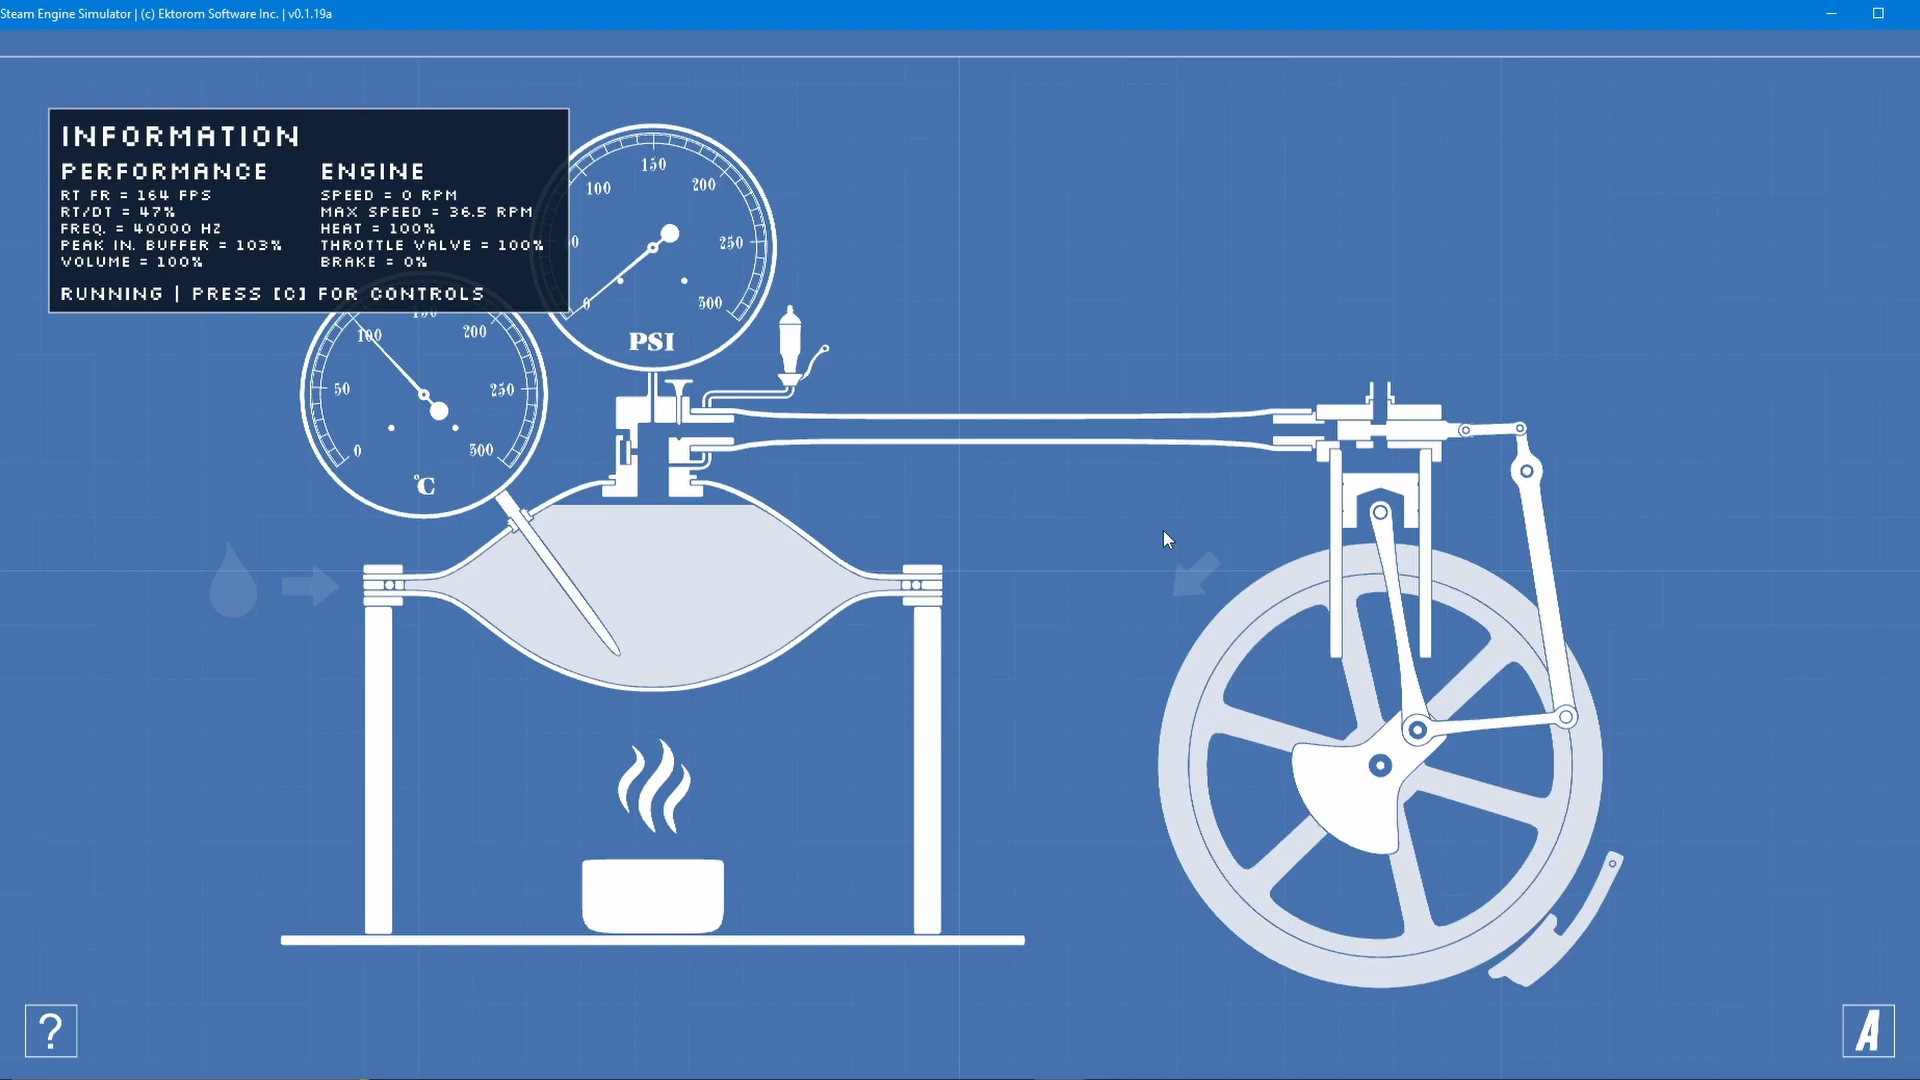 Steam Engine Simulator | (c) Ektorom Software Inc. | v0.1.19a
INFORMATION
PERFORMANCE
RT FR = 164 FPS
RT/DT = 47%
FREQ. = 40000 HZ
PEAK IN. BUFFER = 103%
VOLUME = 100%
ENGINE
SPEED = 0 RPM
MAX SPEED = 36.5 RPM
HEAT = 100%
THROTTLE VALVE = 100%
BRAKE = 0%
RUNNING | PRESS [C] FOR CONTROLS
0
100
150
200
250
300
PSI
0
50
100
150
200
250
300
°C
?
A